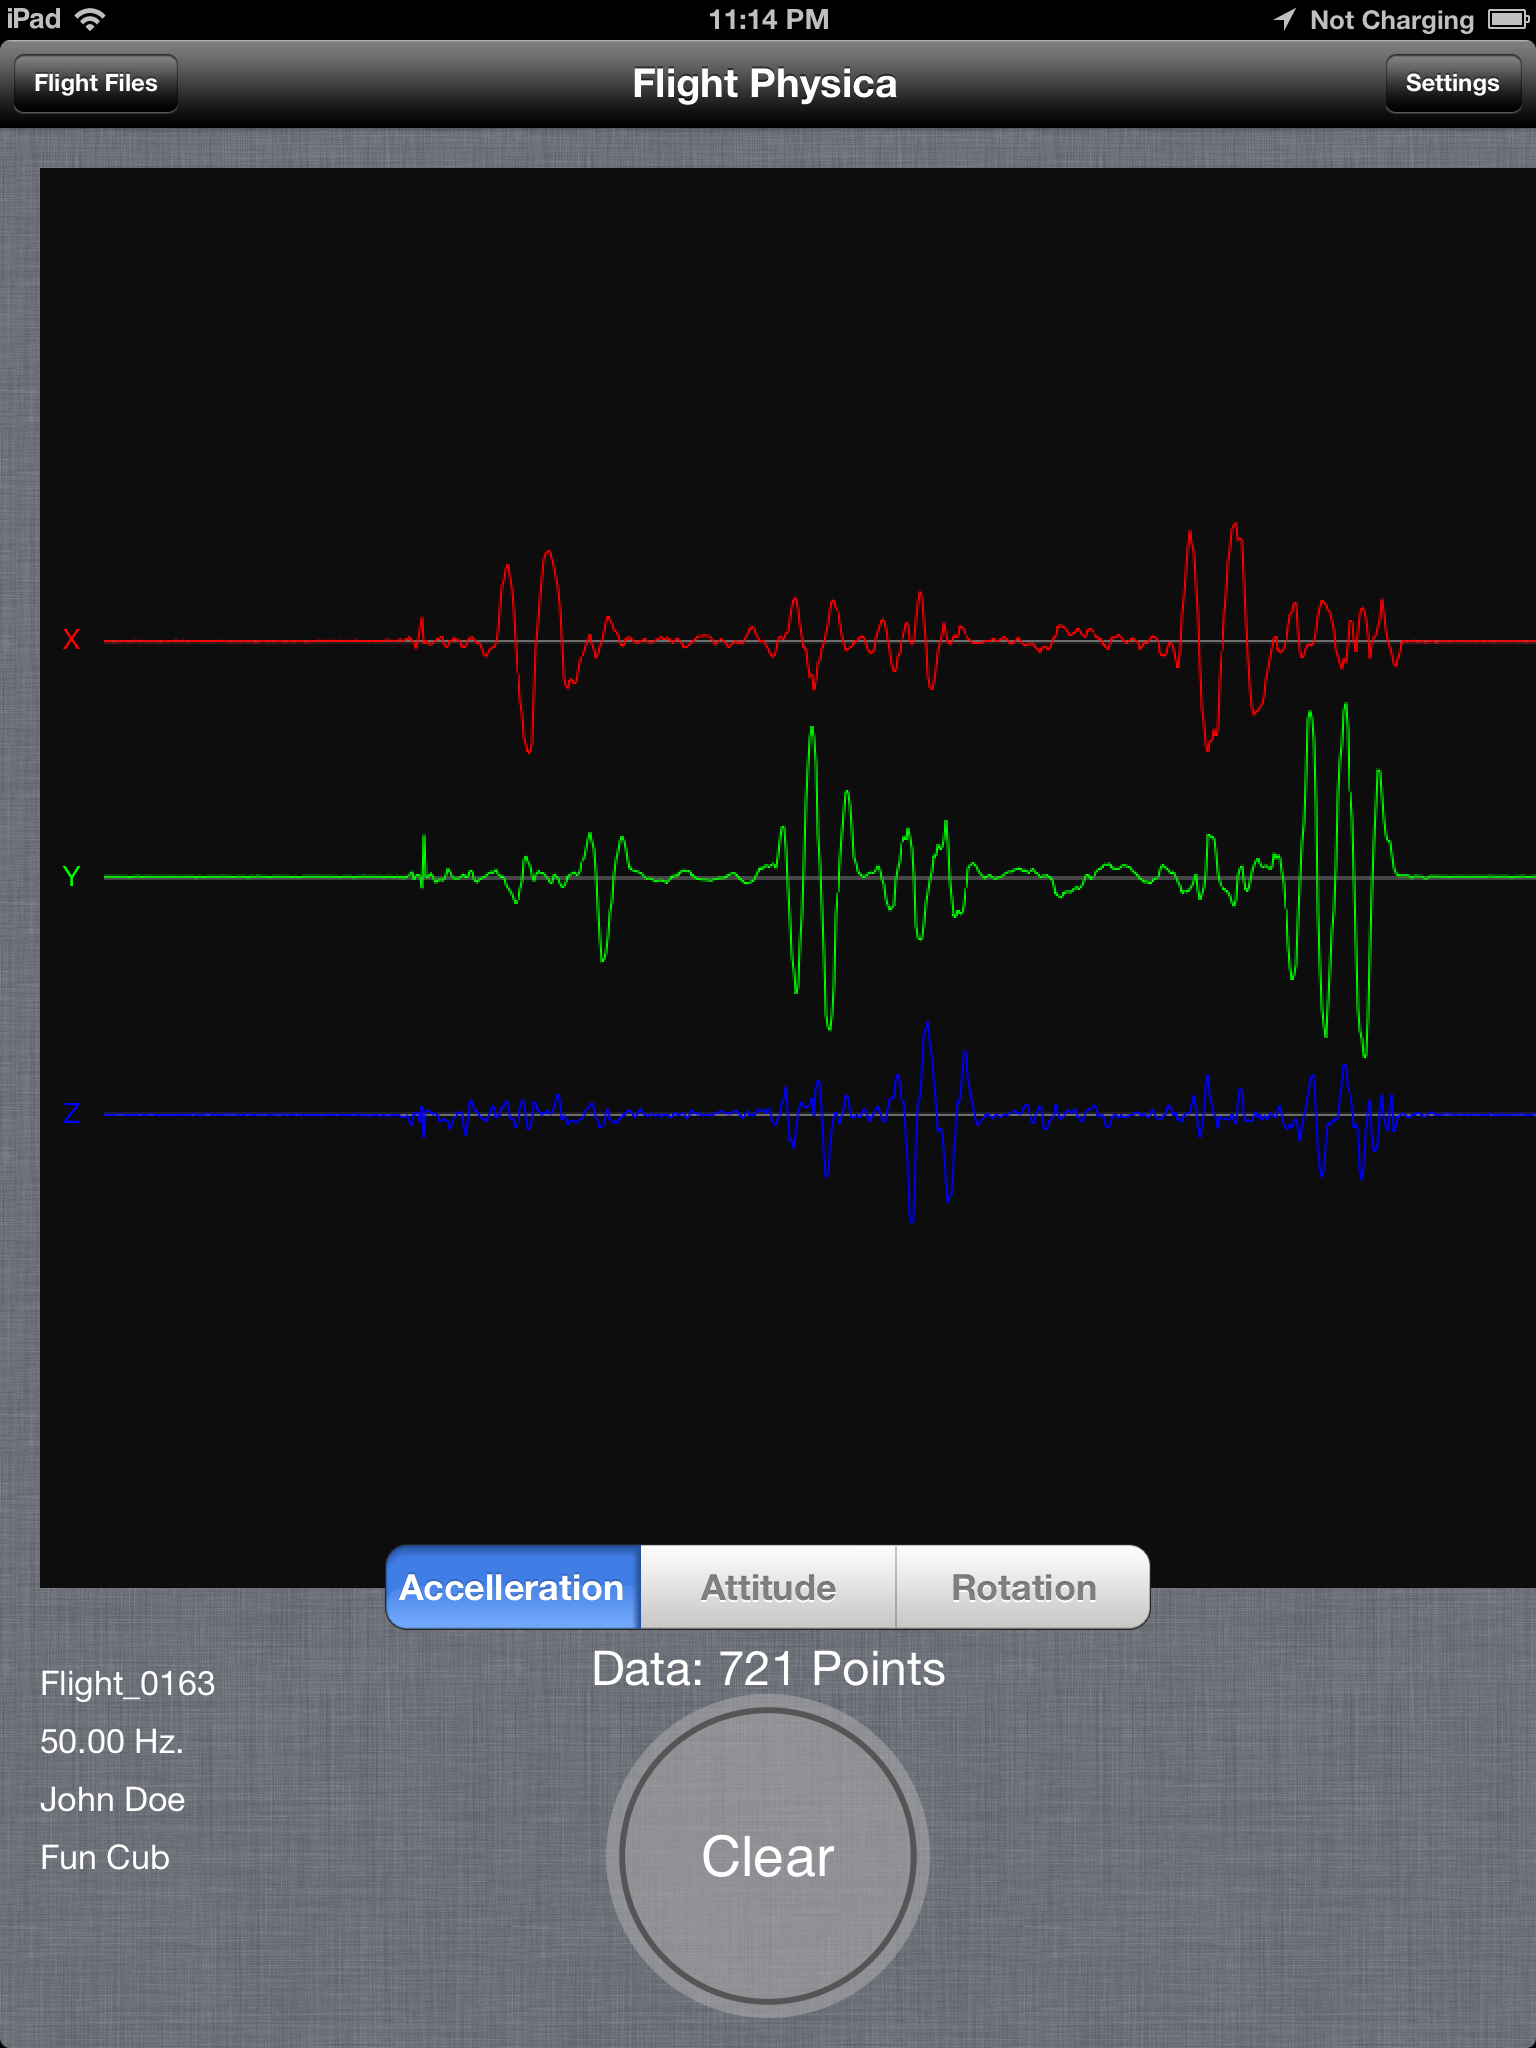 iPad 11:14 PM Not Charging
Flight Files Flight Physica Settings
X
Y
Z
Accelleration Attitude Rotation
Data: 721 Points
Flight_0163
50.00 Hz.
John Doe
Fun Cub
Clear